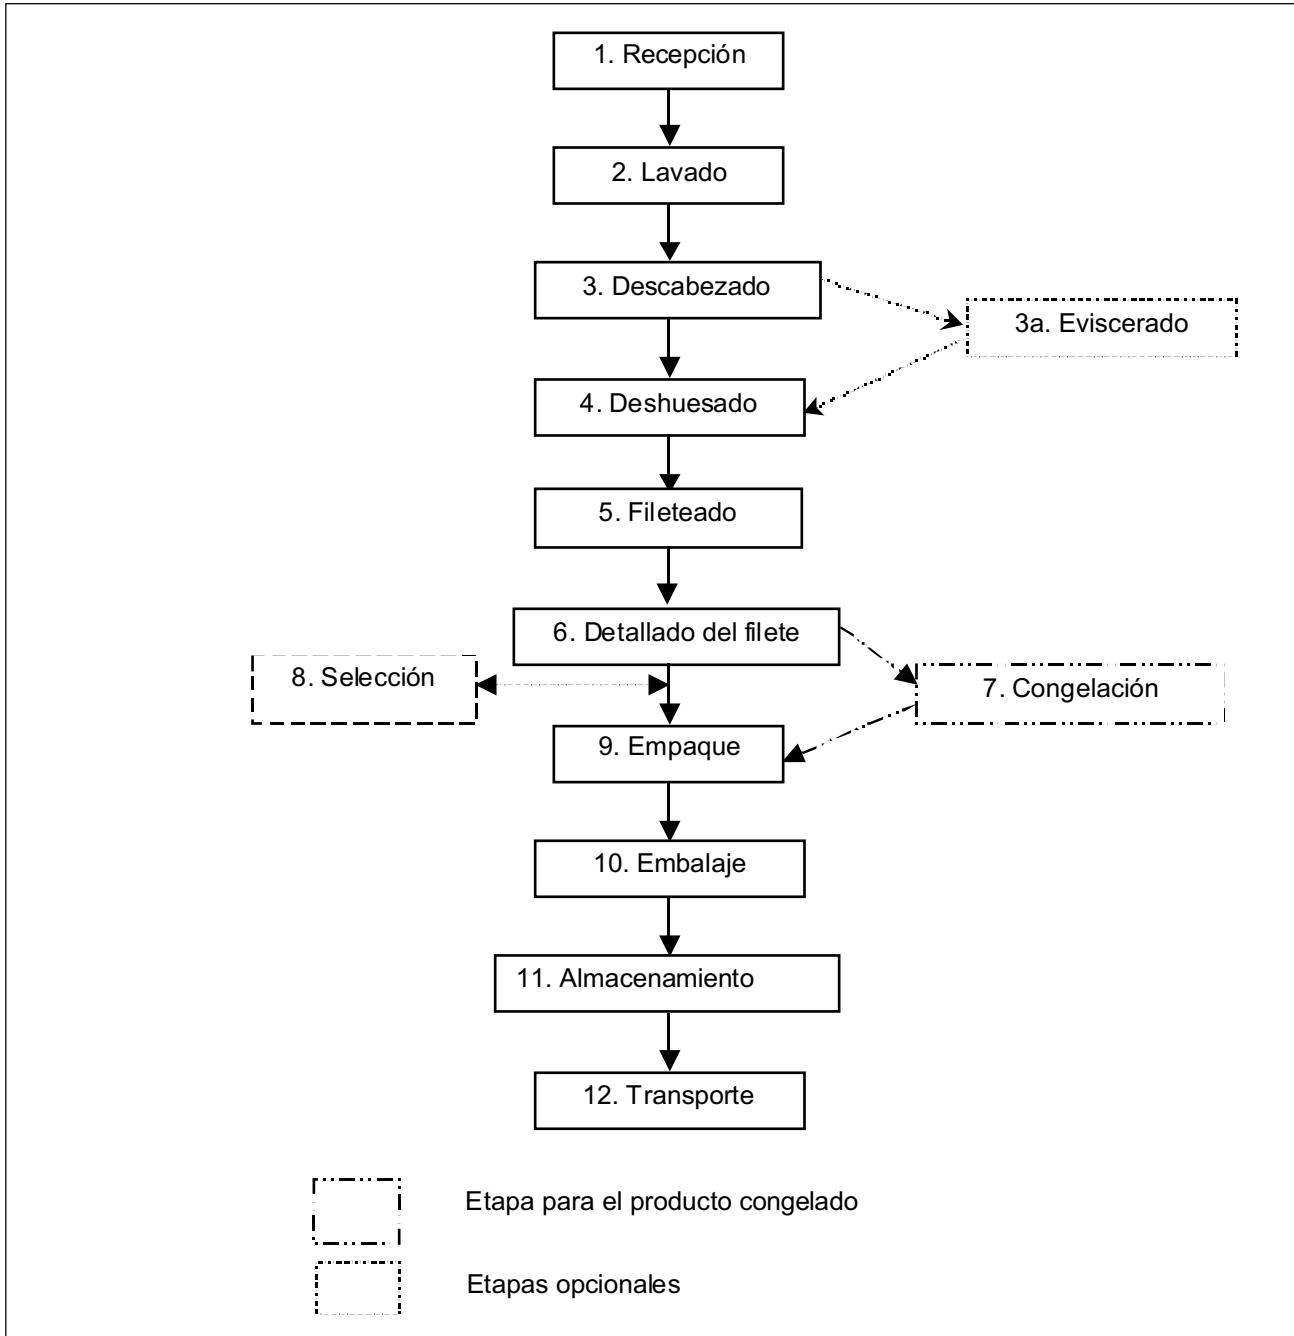 1. Recepción
2. Lavado
3. Descabezado
3a. Eviscerado
4. Deshuesado
5. Fileteado
6. Detallado del filete
8. Selección
7. Congelación
9. Empaque
10. Embalaje
11. Almacenamiento
12. Transporte
Etapa para el producto congelado
Etapas opcionales